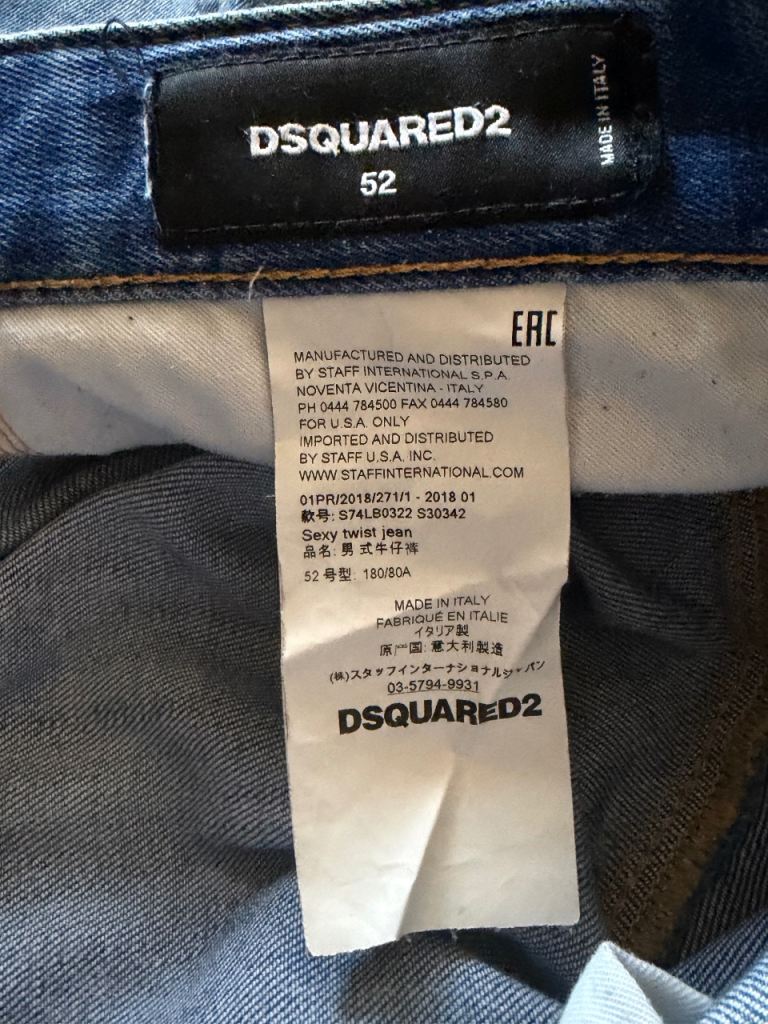 DSQUARED2
52
MADE IN ITALY
EAC
MANUFACTURED AND DISTRIBUTED
BY STAFF INTERNATIONAL S.P.A.
NOVENTA VICENTINA - ITALY
PH 0444 784500 FAX 0444 784580
FOR U.S.A. ONLY
IMPORTED AND DISTRIBUTED
BY STAFF U.S.A. INC.
WWW.STAFFINTERNATIONAL.COM
01PR/2018/271/1 - 2018 01
款号: S74LB0322 S30342
Sexy twist jean
品名: 男式牛仔裤
52 号型: 180/80A
MADE IN ITALY
FABRIQUÉ EN ITALIE
イタリア製
原产国: 意大利製造
(株)スタッフインターナショナルジャパン
03-5794-9931
DSQUARED2